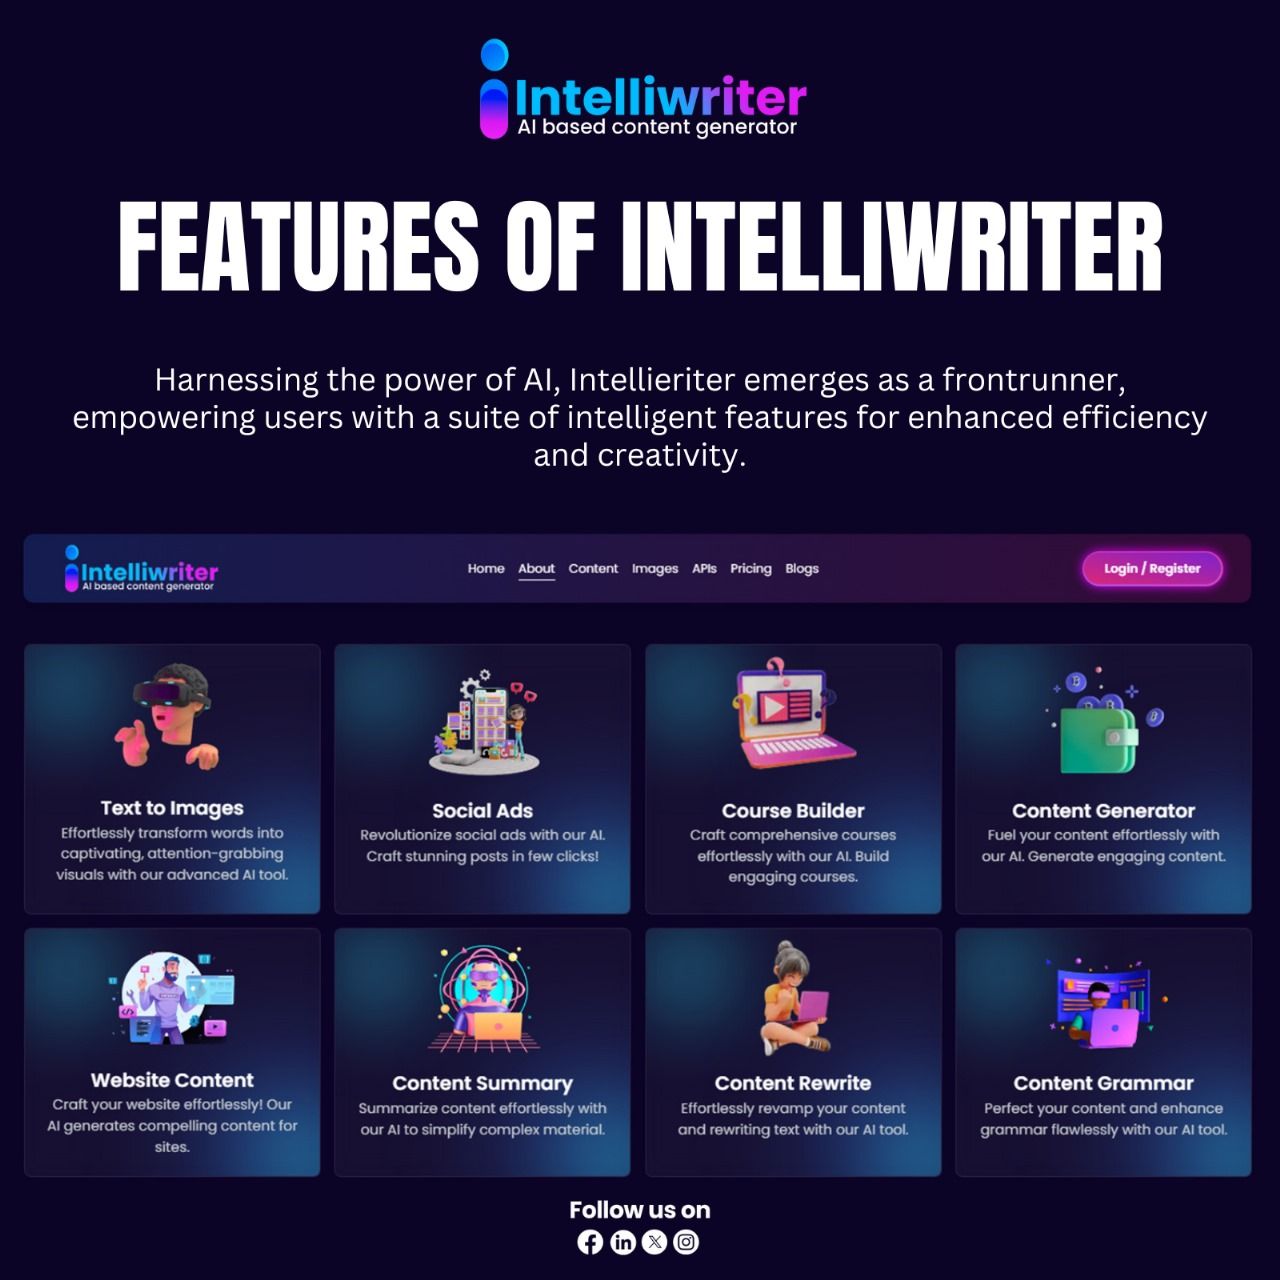 Intelliwriter
AI based content generator
FEATURES OF INTELLIWRITER
Harnessing the power of AI, Intellieriter emerges as a frontrunner,
empowering users with a suite of intelligent features for enhanced efficiency
and creativity.
Intelliwriter
AI based content generator
Home About Content Images APIs Pricing Blogs
Login / Register
Text to Images
Effortlessly transform words into
captivating, attention-grabbing
visuals with our advanced AI tool.
Social Ads
Revolutionize social ads with our AI.
Craft stunning posts in few clicks!
Course Builder
Craft comprehensive courses
effortlessly with our AI. Build
engaging courses.
Content Generator
Fuel your content effortlessly with
our AI. Generate engaging content.
Website Content
Craft your website effortlessly! Our
AI generates compelling content for
sites.
Content Summary
Summarize content effortlessly with
our AI to simplify complex material.
Content Rewrite
Effortlessly revamp your content
and rewriting text with our AI tool.
Content Grammar
Perfect your content and enhance
grammar flawlessly with our AI tool.
Follow us on